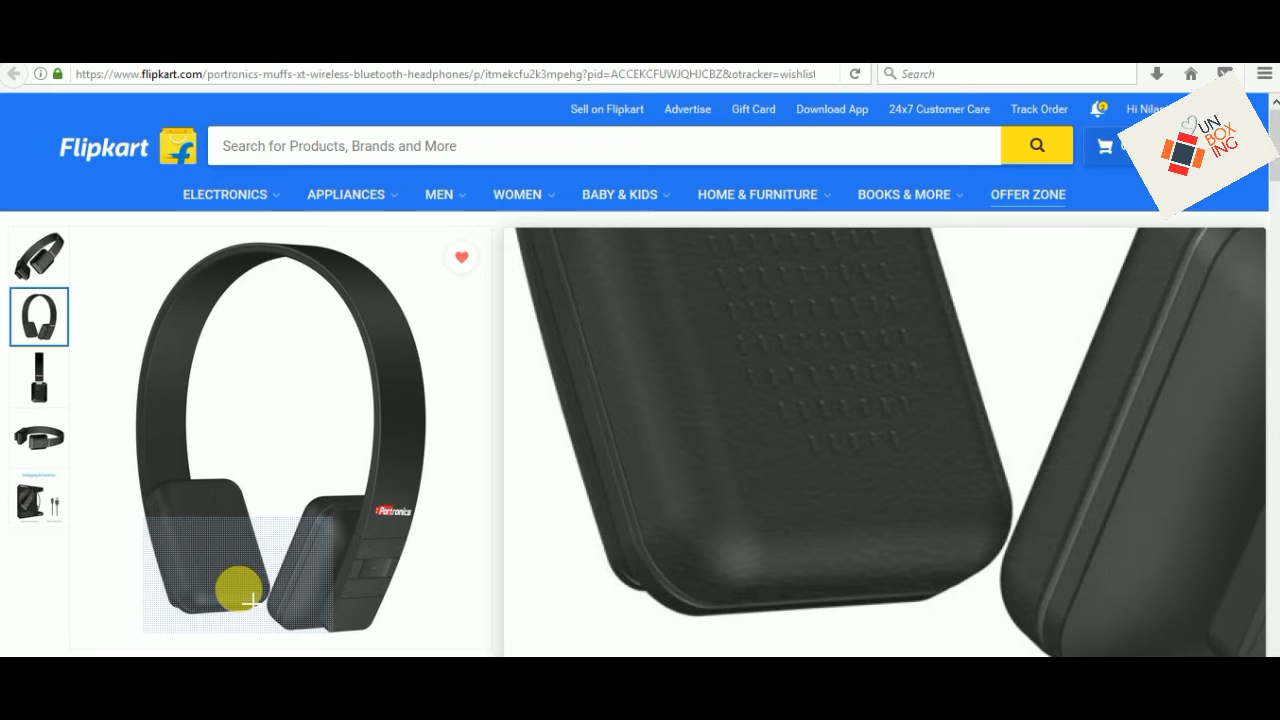 https://www.flipkart.com/portronics-muffs-xt-wireless-bluetooth-headphones/p/itmekcfu2k3mpehg?pid=ACCEKCFUWJQHJCBZ&otracker=wishlist
Search
Sell on Flipkart Advertise Gift Card Download App 24x7 Customer Care Track Order 2 Hi
Flipkart
Search for Products, Brands and More
UN
BOX
ING
ELECTRONICS APPLIANCES MEN WOMEN BABY & KIDS HOME & FURNITURE BOOKS & MORE OFFER ZONE
Portronics